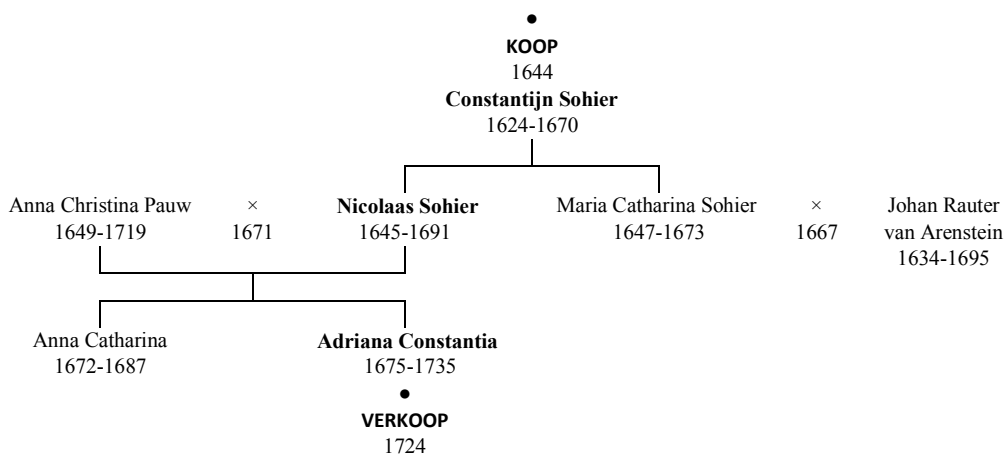 •
KOOP
1644
Constantijn Sohier
1624-1670
Anna Christina Pauw × Nicolaas Sohier Maria Catharina Sohier × Johan Rauter
1649-1719 1671 1645-1691 1647-1673 1667 van Arenstein
1634-1695
Anna Catharina Adriana Constantia
1672-1687 1675-1735
•
VERKOOP
1724